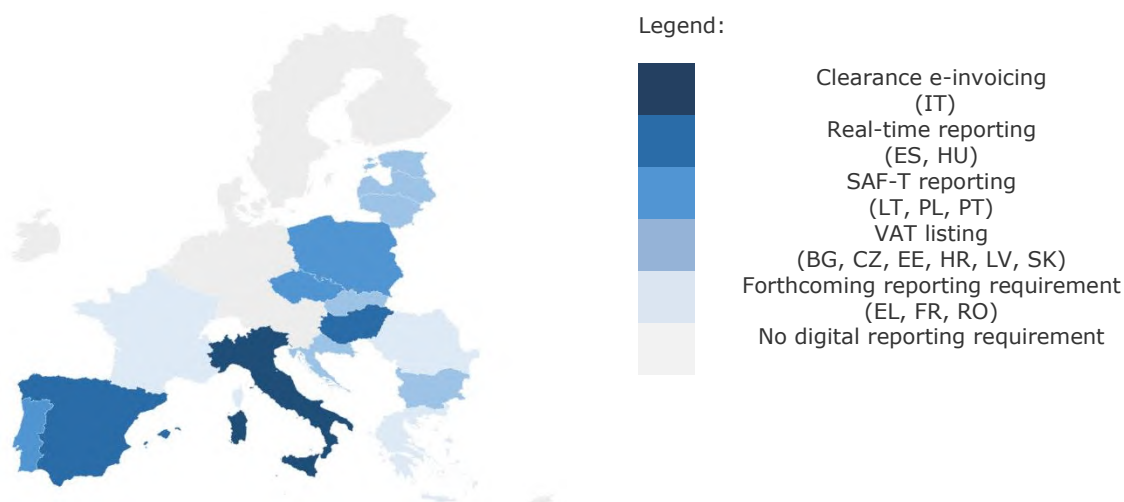 Legend:
Clearance e-invoicing
(IT)
Real-time reporting
(ES, HU)
SAF-T reporting
(LT, PL, PT)
VAT listing
(BG, CZ, EE, HR, LV, SK)
Forthcoming reporting requirement
(EL, FR, RO)
No digital reporting requirement